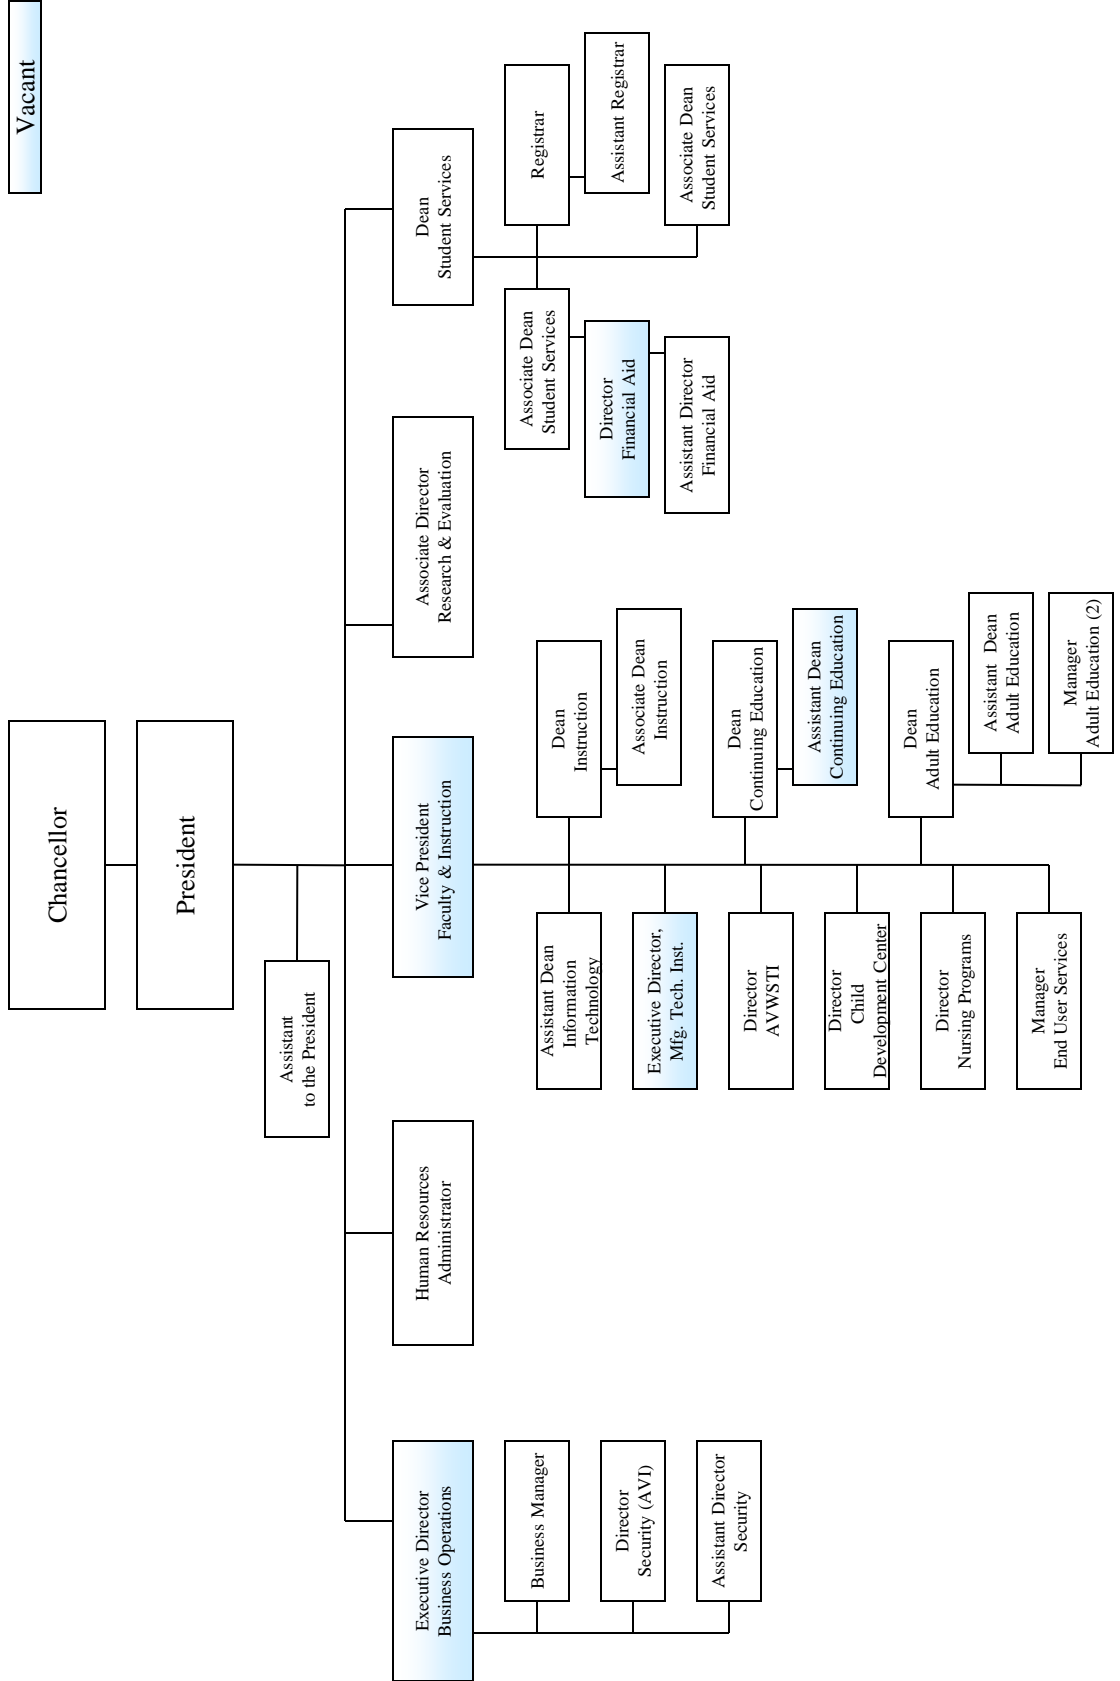 Vacant
Chancellor
President
Assistant
to the President
Executive Director
Business Operations
Human Resources
Administrator
Vice President
Faculty & Instruction
Associate Director
Research & Evaluation
Dean
Student Services
Business Manager
Director
Security (AVI)
Assistant Director
Security
Assistant Dean
Information
Technology
Dean
Instruction
Associate Dean
Instruction
Executive Director,
Mfg. Tech. Inst.
Director
AVWSTI
Dean
Continuing Education
Assistant Dean
Continuing Education
Director
Child
Development Center
Director
Nursing Programs
Dean
Adult Education
Assistant Dean
Adult Education
Manager
Adult Education (2)
Manager
End User Services
Associate Dean
Student Services
Director
Financial Aid
Assistant Director
Financial Aid
Registrar
Assistant Registrar
Associate Dean
Student Services